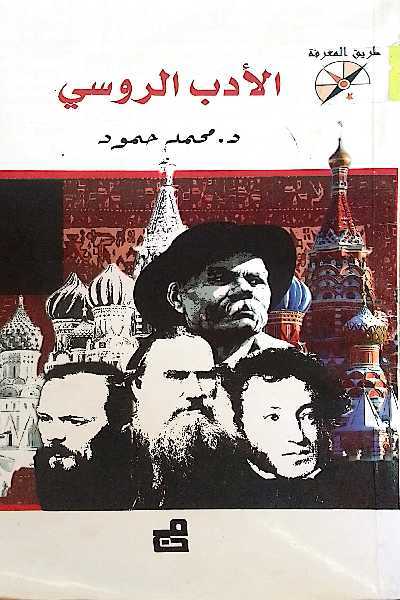 طريق المعرفة
الأدب الروسي
د. محمد حمود